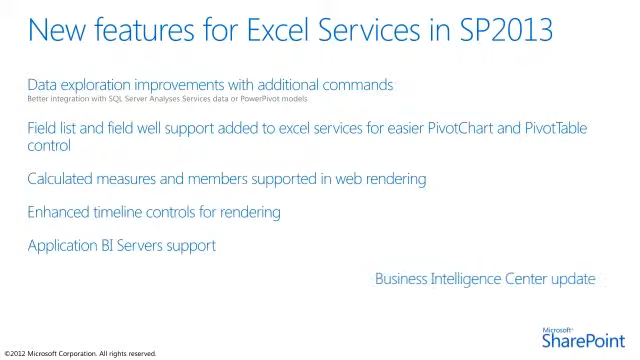 New features for Excel Services in SP2013
Data exploration improvements with additional commands
Better integration with SQL Server Analyses Services data or PowerPivot models
Field list and field well support added to excel services for easier PivotChart and PivotTable
control
Calculated measures and members supported in web rendering
Enhanced timeline controls for rendering
Application BI Servers support
Business Intelligence Center update
Microsoft®
SharePoint
©2012 Microsoft Corporation. All rights reserved.